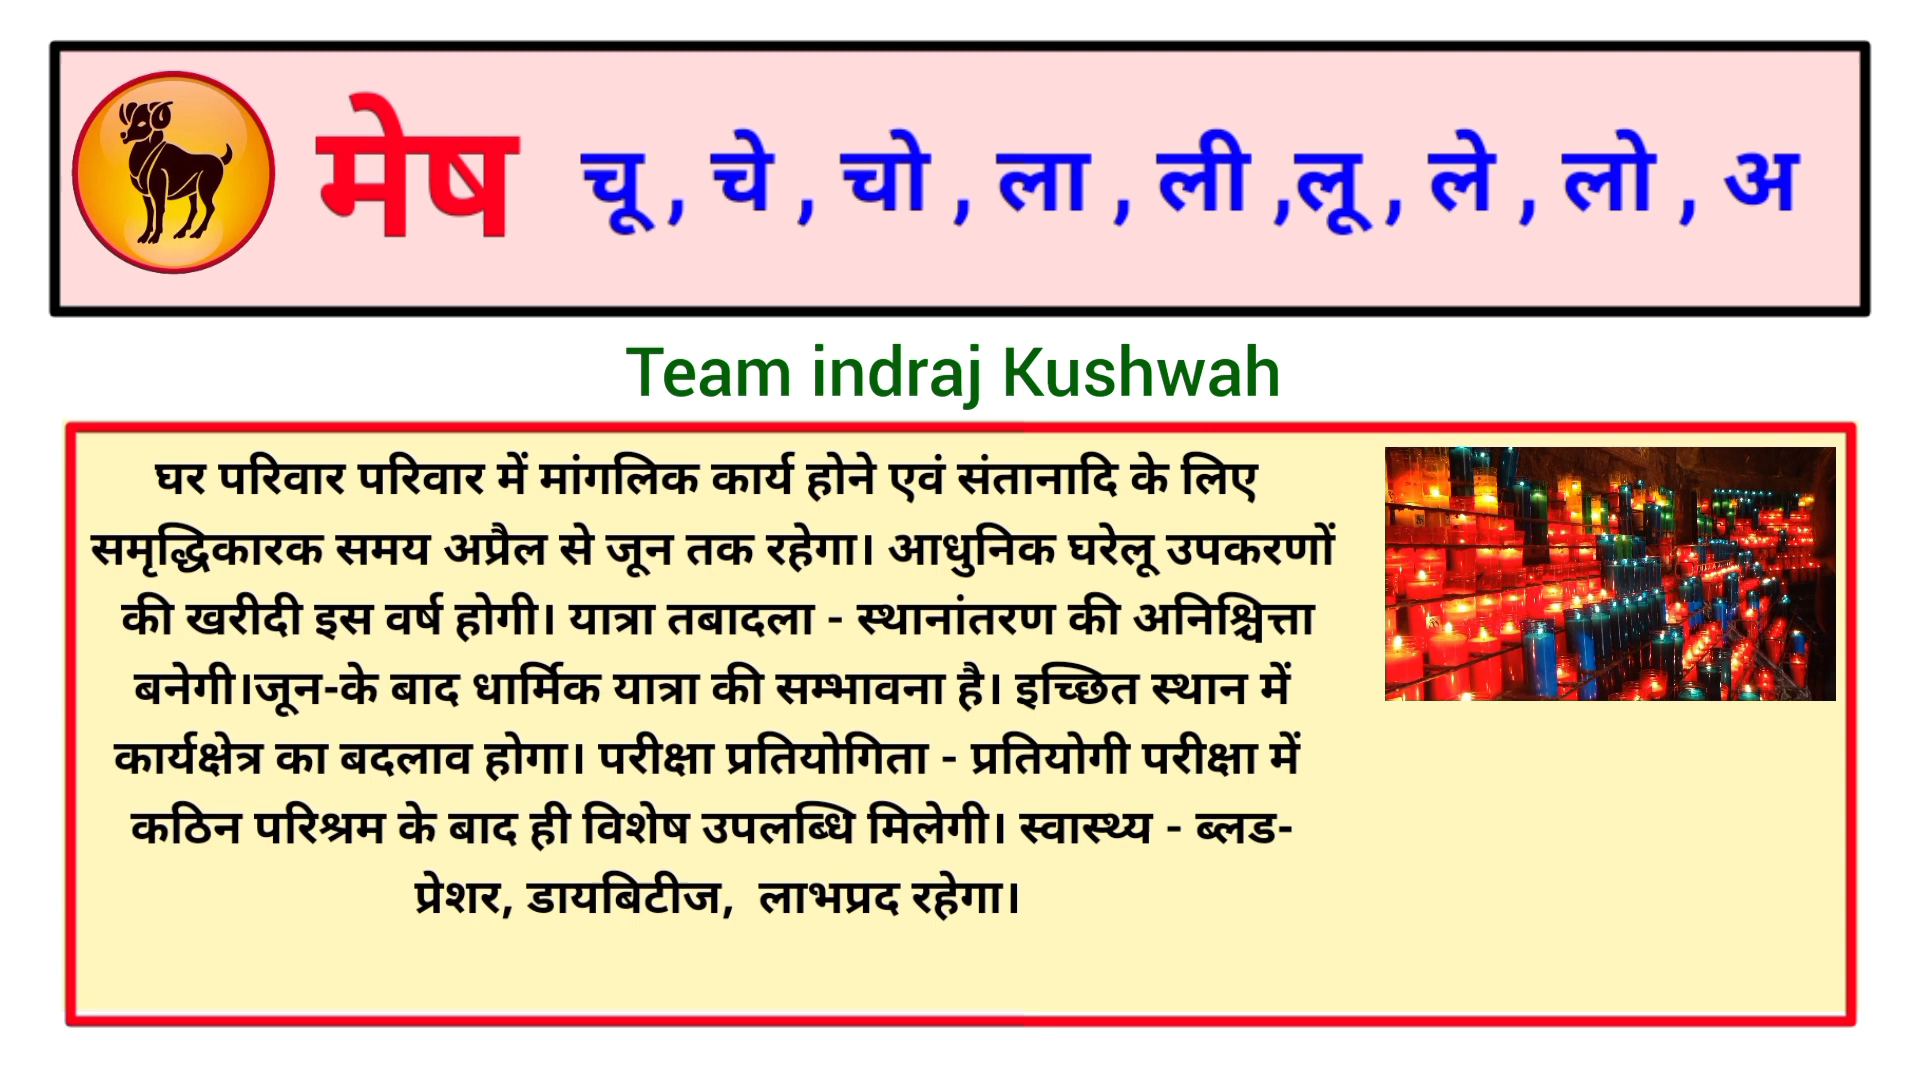 मेष चू , चे , चो , ला , ली ,लू , ले , लो , अ
Team indraj Kushwah
घर परिवार परिवार में मांगलिक कार्य होने एवं संतानादि के लिए
समृद्धिकारक समय अप्रैल से जून तक रहेगा। आधुनिक घरेलू उपकरणों
की खरीदी इस वर्ष होगी। यात्रा तबादला - स्थानांतरण की अनिश्चित्ता
बनेगी।जून-के बाद धार्मिक यात्रा की सम्भावना है। इच्छित स्थान में
कार्यक्षेत्र का बदलाव होगा। परीक्षा प्रतियोगिता - प्रतियोगी परीक्षा में
कठिन परिश्रम के बाद ही विशेष उपलब्धि मिलेगी। स्वास्थ्य - ब्लड-
प्रेशर, डायबिटीज,  लाभप्रद रहेगा।